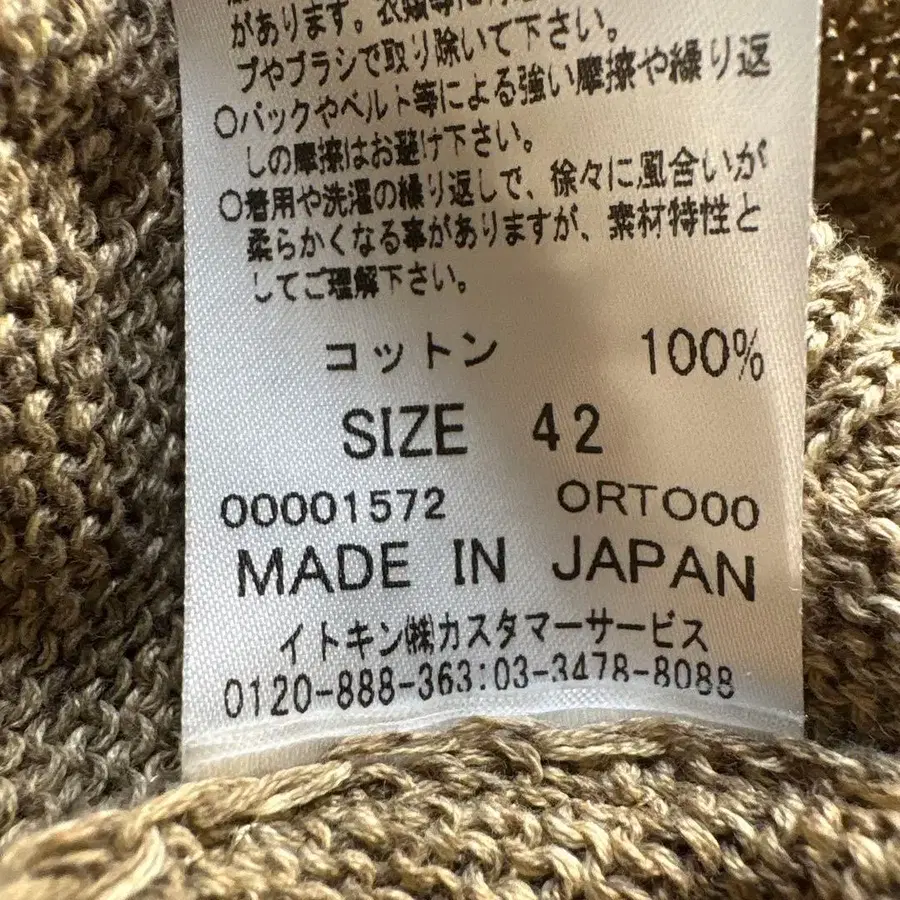 があります。衣類等に
プやブラシで取り除いて下さい。
○バックやベルト等による強い摩擦や繰り返
しの摩擦はお避け下さい。
○着用や洗濯の繰り返しで、徐々に風合いが
柔らかくなる事がありますが、素材特性と
してご理解下さい。
コットン 100%
SIZE 42
00001572 ORTO00
MADE IN JAPAN
イトキン㈱カスタマーサービス
0120-888-363:03-3478-8088